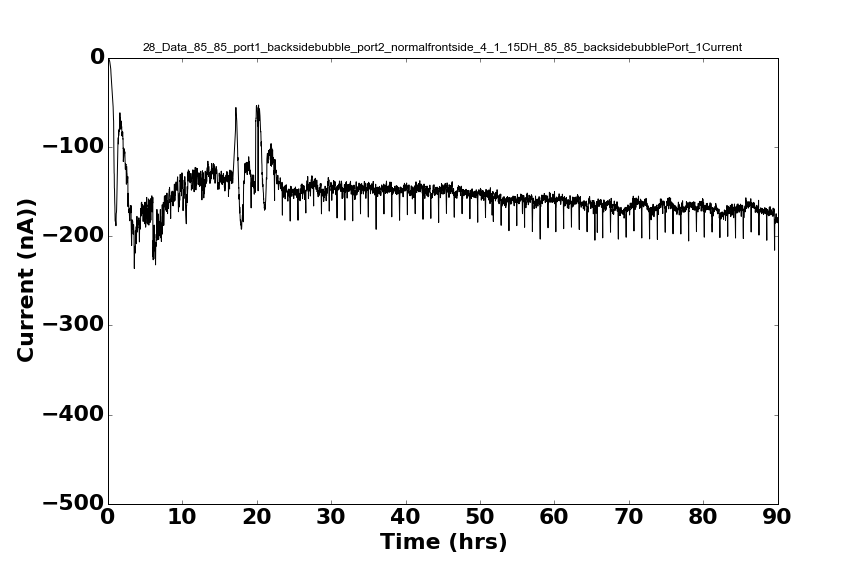 28_Data_85_85_port1_backsidebubble_port2_normalfrontside_4_1_15DH_85_85_backsidebubblePort_1Current
0
−100
−200
−300
−400
−500
Current (nA))
0 10 20 30 40 50 60 70 80 90
Time (hrs)